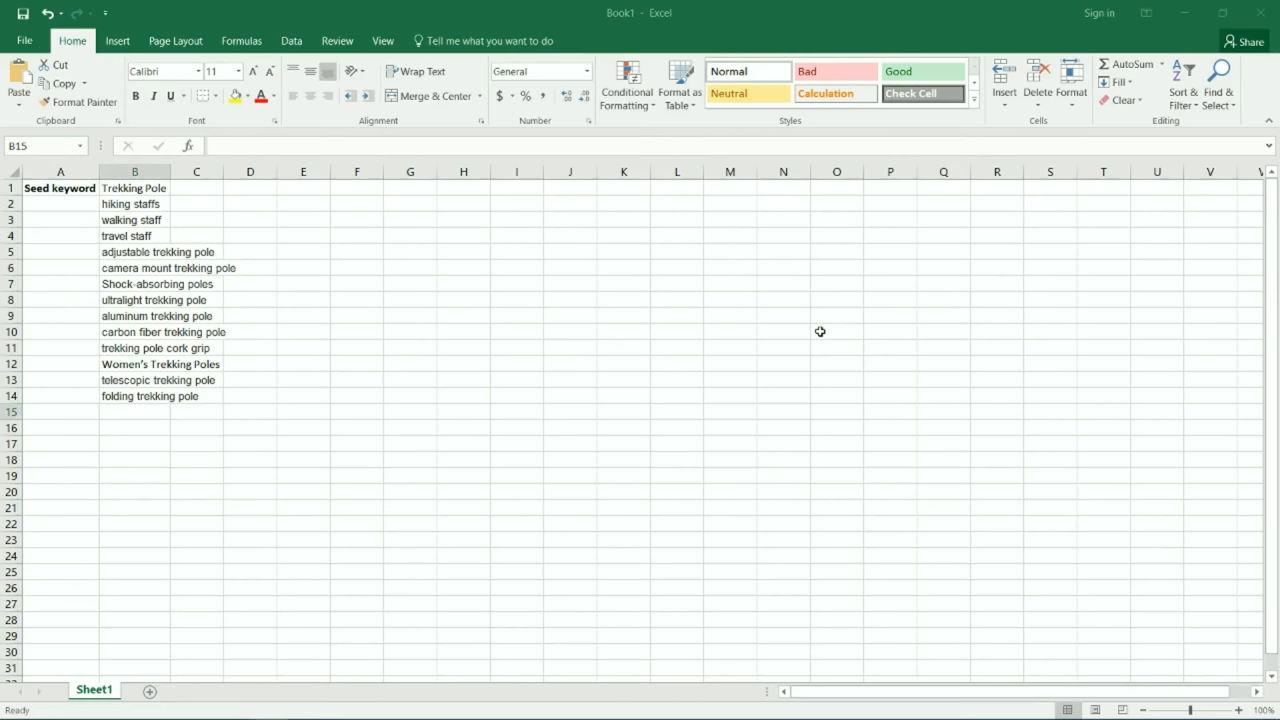 Book1 - Excel
Sign in
File Home Insert Page Layout Formulas Data Review View Tell me what you want to do Share
Paste
Cut
Copy
Format Painter
Clipboard
Calibri 11 A A
B I U A
Font
Wrap Text
Merge & Center
Alignment
General
$ % ,
Number
Conditional Formatting
Format as Table
Normal Bad Good
Neutral Calculation Check Cell
Styles
Insert Delete Format
Cells
AutoSum
Fill
Clear
Sort & Filter
Find & Select
Editing
B15 fx
A B C D E F G H I J K L M N O P Q R S T U V
1 Seed keyword Trekking Pole
2 hiking staffs
3 walking staff
4 travel staff
5 adjustable trekking pole
6 camera mount trekking pole
7 Shock-absorbing poles
8 ultralight trekking pole
9 aluminum trekking pole
10 carbon fiber trekking pole
11 trekking pole cork grip
12 Women's Trekking Poles
13 telescopic trekking pole
14 folding trekking pole
15
16
17
18
19
20
21
22
23
24
25
26
27
28
29
30
31
Sheet1
Ready
100%